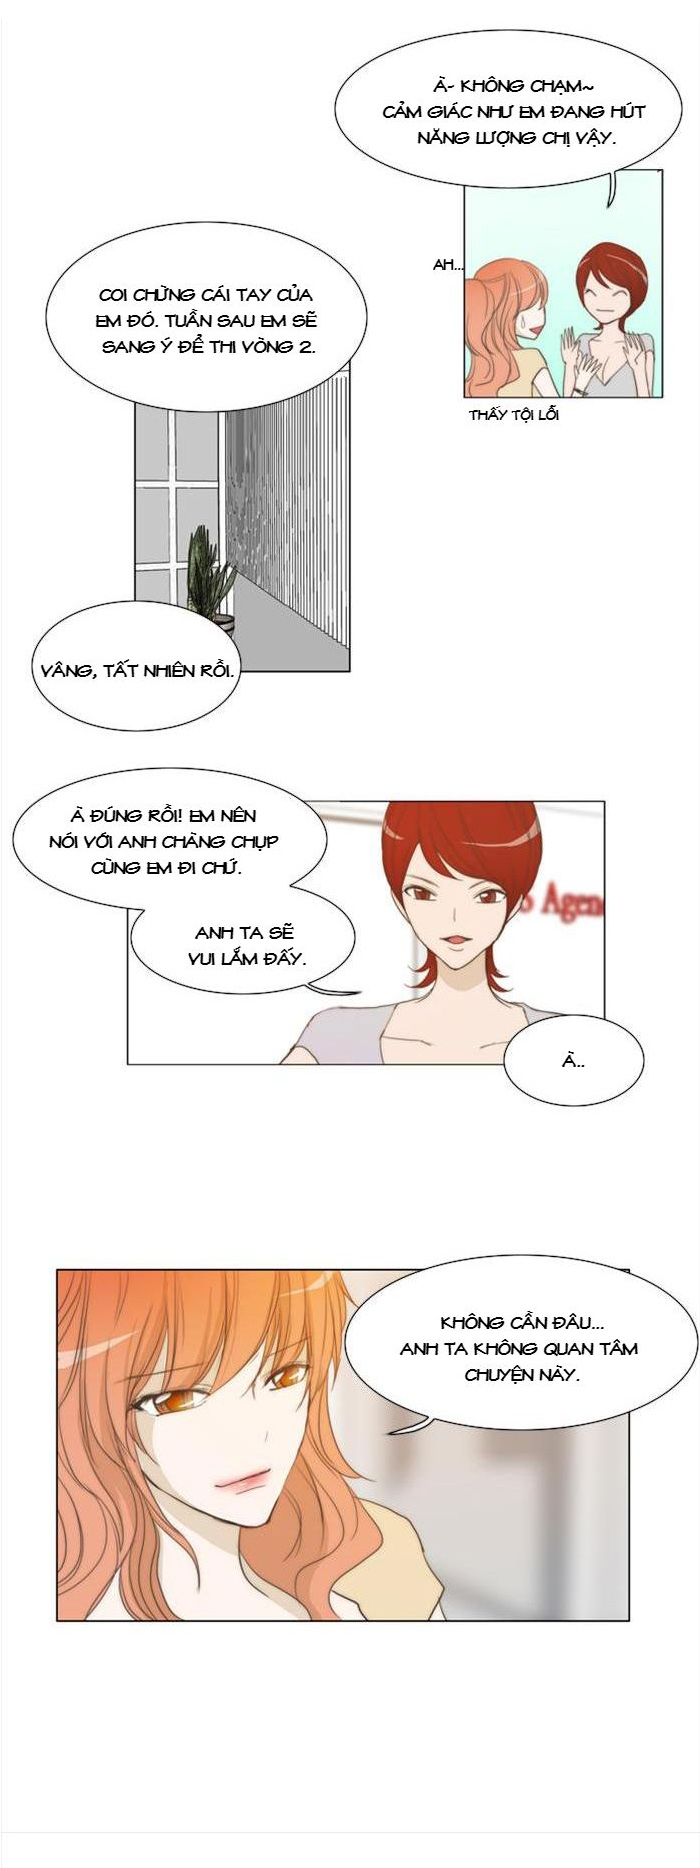 À- KHÔNG CHẠM~
CẢM GIÁC NHƯ EM ĐANG HÚT
NĂNG LƯỢNG CHỊ VẬY.
AH...
THẤY TỘI LỖI
COI CHỪNG CÁI TAY CỦA
EM ĐÓ. TUẦN SAU EM SẼ
SANG Ý ĐỂ THI VÒNG 2.
VÂNG, TẤT NHIÊN RỒI.
À ĐÚNG RỒI! EM NÊN
NÓI VỚI ANH CHÀNG CHỤP
CÙNG EM ĐI CHỨ.
ANH TA SẼ
VUI LẮM ĐẤY.
S Agen
À..
KHÔNG CẦN ĐÂU...
ANH TA KHÔNG QUAN TÂM
CHUYỆN NÀY.